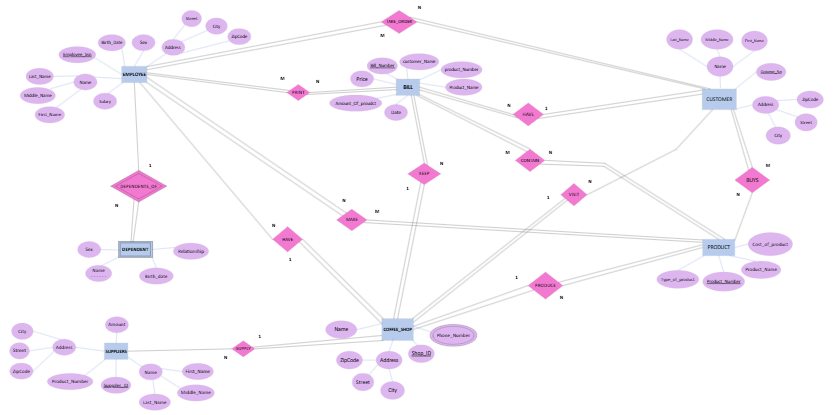 N
TAKE_ORDER
M
Street
City
ZipCode
Address
Birth_Date
Sex
Employee_Ssn
EMPLOYEE
Last_Name
Name
Middle_Name
First_Name
Salary
M
PRINT
N
Bill_Number
customer_Name
product_Number
Product_Name
Price
BILL
Amount_Of_product
Date
N
HAVE
1
Last_Name
Middle_Name
First_Name
Name
CUSTOMER
Address
ZipCode
Street
City
1
DEPENDENTS_OF
N
N
KEEP
1
M
CONTAIN
N
1
VISIT
N
M
BUYS
N
N
MAKE
M
N
HAVE
1
Sex
DEPENDENT
Relationship
Name
Birth_date
PRODUCT
Cost_of_product
Product_Name
Type_of_product
Product_Number
1
PRODUCE
N
Name
COFFEE_SHOP
Phone_Number
ZipCode
Address
Shop_ID
Street
City
1
SUPPLY
N
Amount
City
Street
Address
ZipCode
SUPPLIERS
Product_Number
Supplier_ID
Name
First_Name
Middle_Name
Last_Name